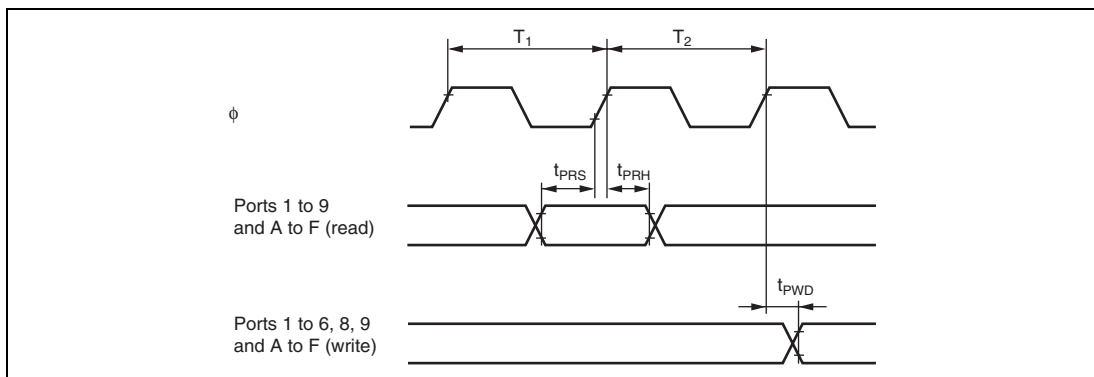 T1 T2
φ
tPRS tPRH
Ports 1 to 9
and A to F (read)
tPWD
Ports 1 to 6, 8, 9
and A to F (write)